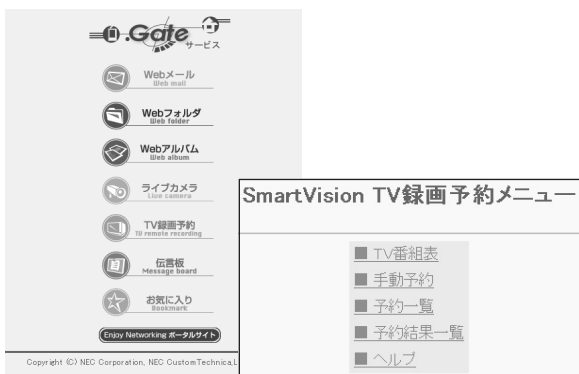 .Gate
サービス
Webメール
Web mail
Webフォルダ
Web folder
Webアルバム
Web album
ライブカメラ
Live camera
TV録画予約
TV remote recording
伝言板
Message board
お気に入り
Bookmark
Enjoy Networking ポータルサイト
Copyright (C) NEC Corporation, NEC CustomTechnica,L
SmartVision TV録画予約メニュー
■ TV番組表
■ 手動予約
■ 予約一覧
■ 予約結果一覧
■ ヘルプ